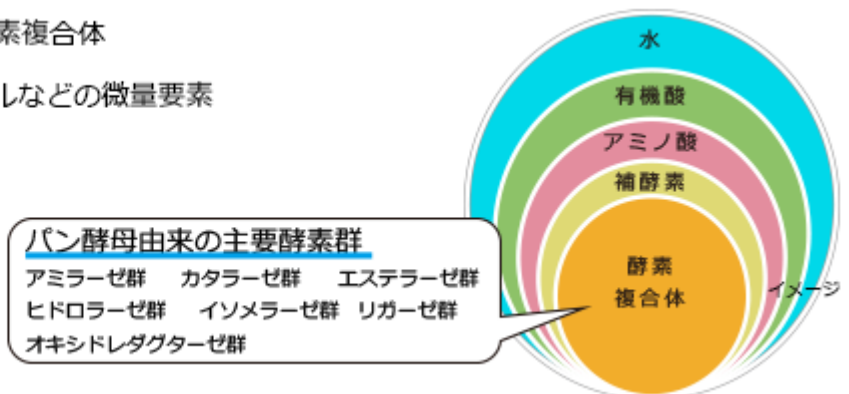 素複合体
ルなどの微量要素
水
有機酸
アミノ酸
補酵素
酵素
複合体
イメージ
パン酵母由来の主要酵素群
アミラーゼ群 カタラーゼ群 エステラーゼ群
ヒドロラーゼ群 イソメラーゼ群 リガーゼ群
オキシドレダグターゼ群